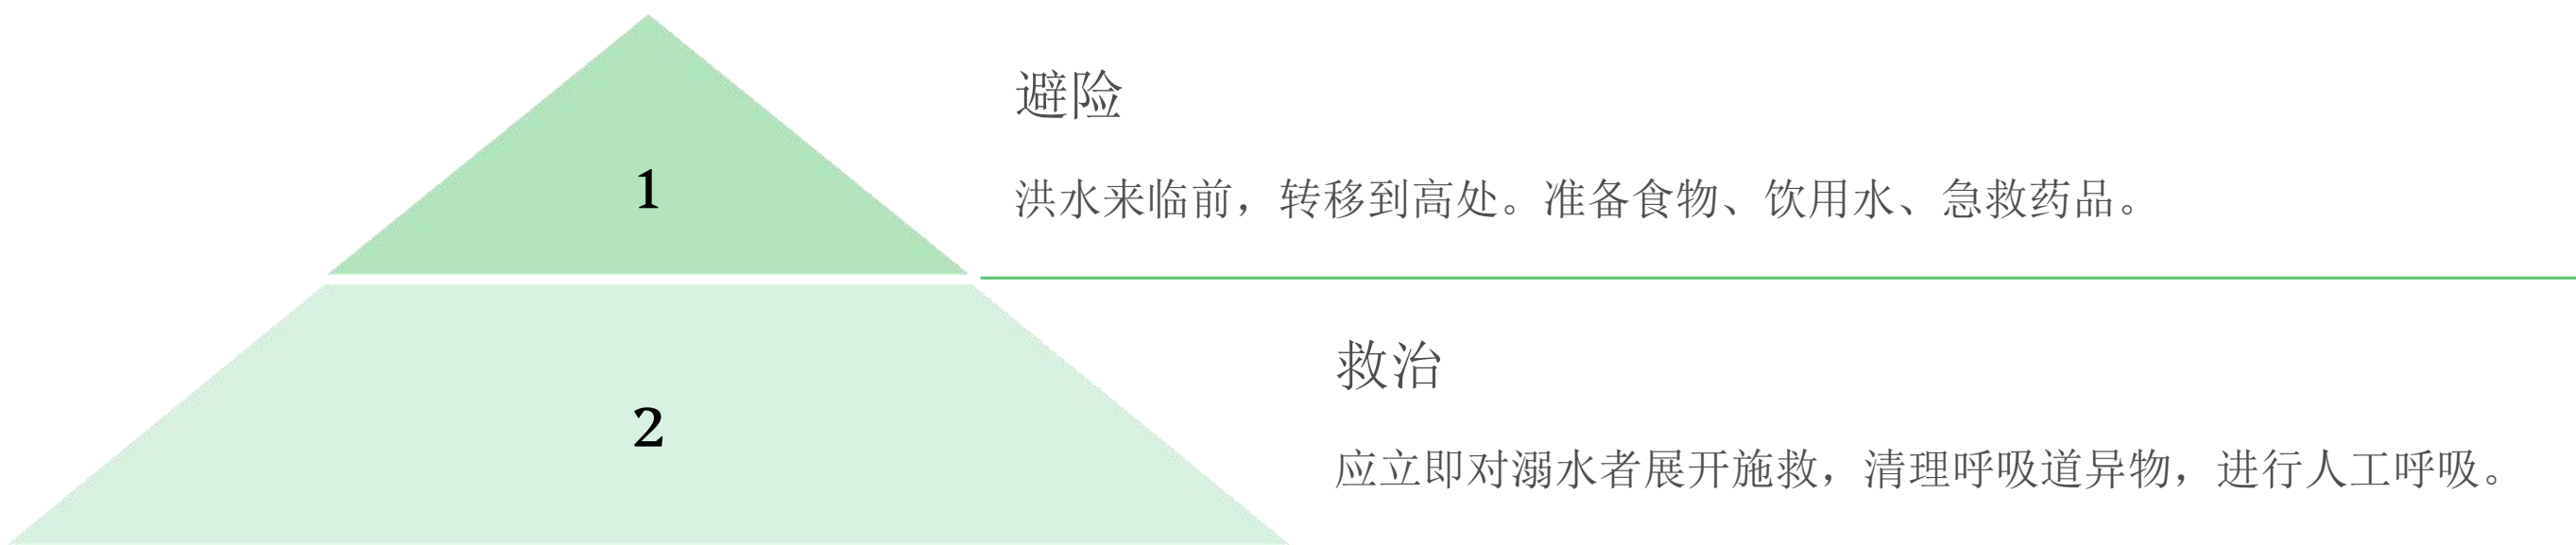 1
避险
洪水来临前，转移到高处。准备食物、饮用水、急救药品。
2
救治
应立即对溺水者展开施救，清理呼吸道异物，进行人工呼吸。